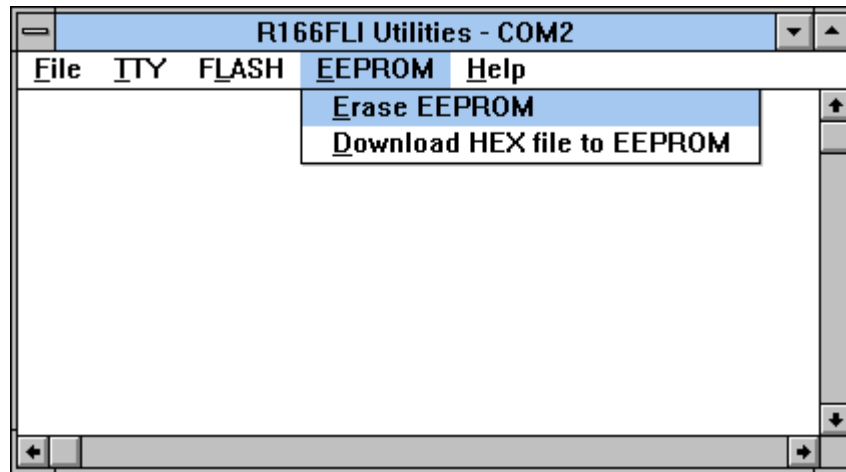 R166FLI Utilities - COM2
File TTY FLASH EEPROM Help
Erase EEPROM
Download HEX file to EEPROM